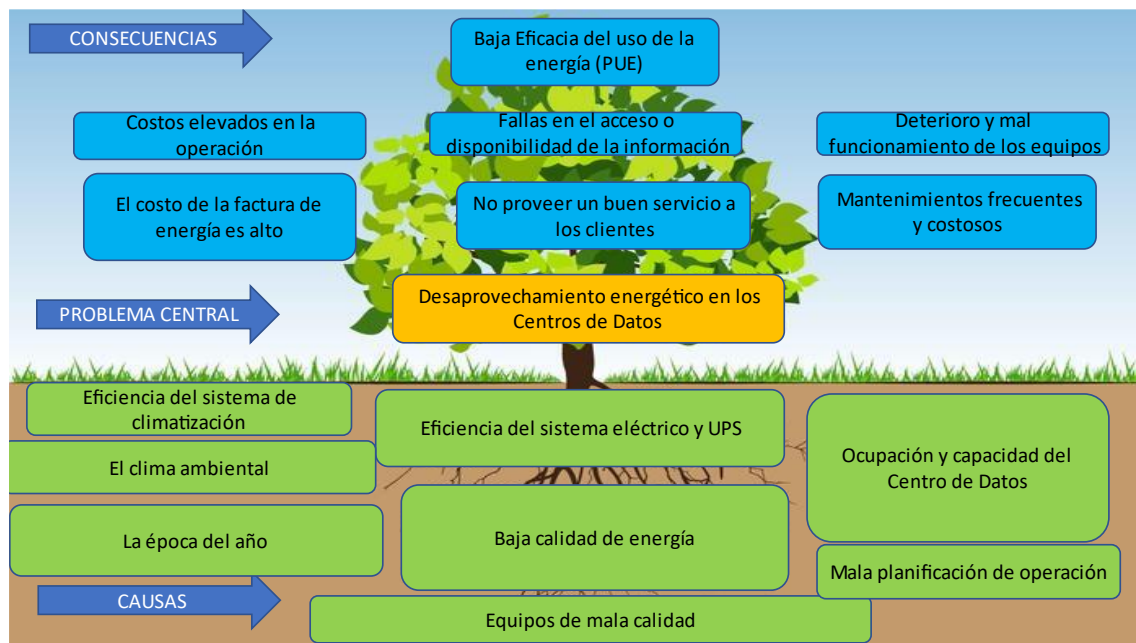 CONSECUENCIAS
Baja Eficacia del uso de la
energía (PUE)
Costos elevados en la
operación
Fallas en el acceso o
disponibilidad de la información
Deterioro y mal
funcionamiento de los equipos
El costo de la factura de
energía es alto
No proveer un buen servicio a
los clientes
Mantenimientos frecuentes
y costosos
PROBLEMA CENTRAL
Desaprovechamiento energético en los
Centros de Datos
Eficiencia del sistema de
climatización
Eficiencia del sistema eléctrico y UPS
Ocupación y capacidad del
Centro de Datos
El clima ambiental
La época del año
Baja calidad de energía
Mala planificación de operación
CAUSAS
Equipos de mala calidad